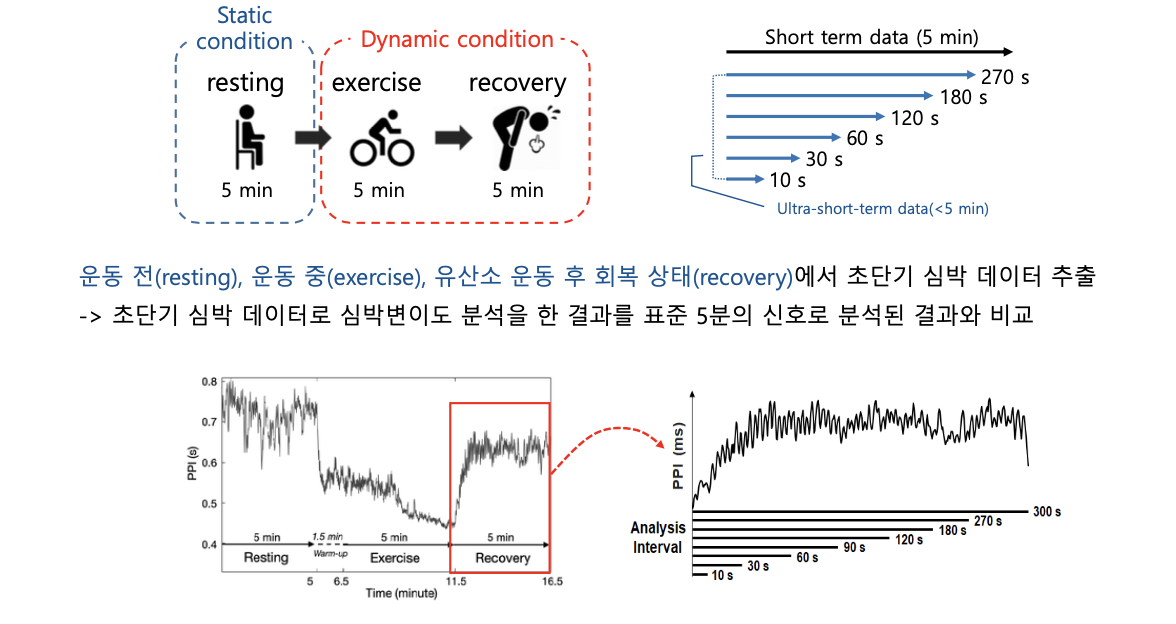 Static
condition
Dynamic condition
resting
exercise
recovery
5 min
5 min
5 min
Short term data (5 min)
270 s
180 s
120 s
60 s
30 s
10 s
Ultra-short-term data(<5 min)
운동 전(resting), 운동 중(exercise), 유산소 운동 후 회복 상태(recovery)에서 초단기 심박 데이터 추출
-> 초단기 심박 데이터로 심박변이도 분석을 한 결과를 표준 5분의 신호로 분석된 결과와 비교
0.8
0.7
0.6
0.5
0.4
PPI (s)
5 min
1.5 min
5 min
5 min
Resting
Warm-up
Exercise
Recovery
5
6.5
11.5
16.5
Time (minute)
PPI (ms)
Analysis
Interval
300 s
270 s
180 s
120 s
90 s
60 s
30 s
10 s